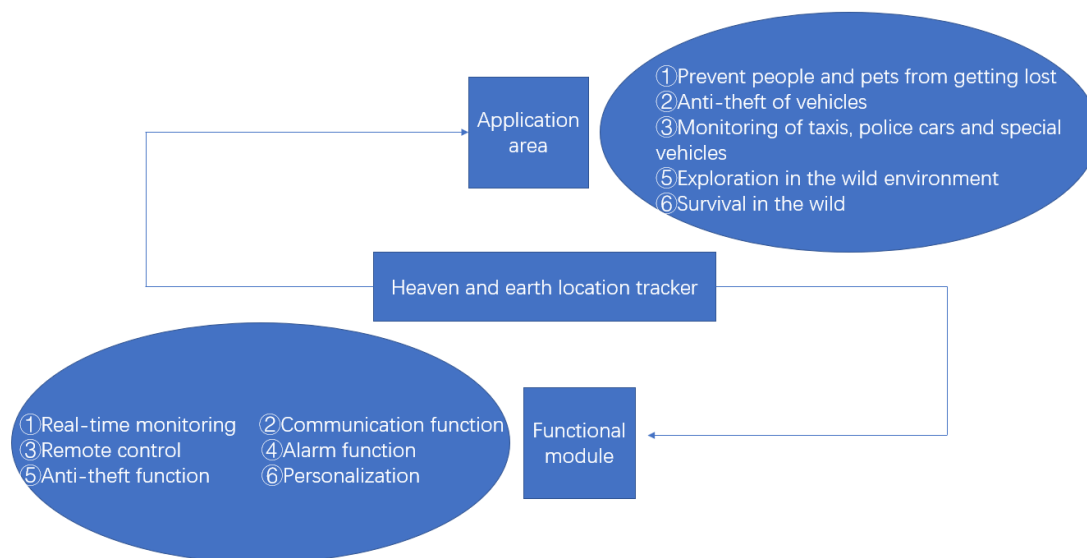 Application
area
①Prevent people and pets from getting lost
②Anti-theft of vehicles
③Monitoring of taxis, police cars and special
vehicles
⑤Exploration in the wild environment
⑥Survival in the wild
Heaven and earth location tracker
①Real-time monitoring ②Communication function
③Remote control ④Alarm function
⑤Anti-theft function ⑥Personalization
Functional
module